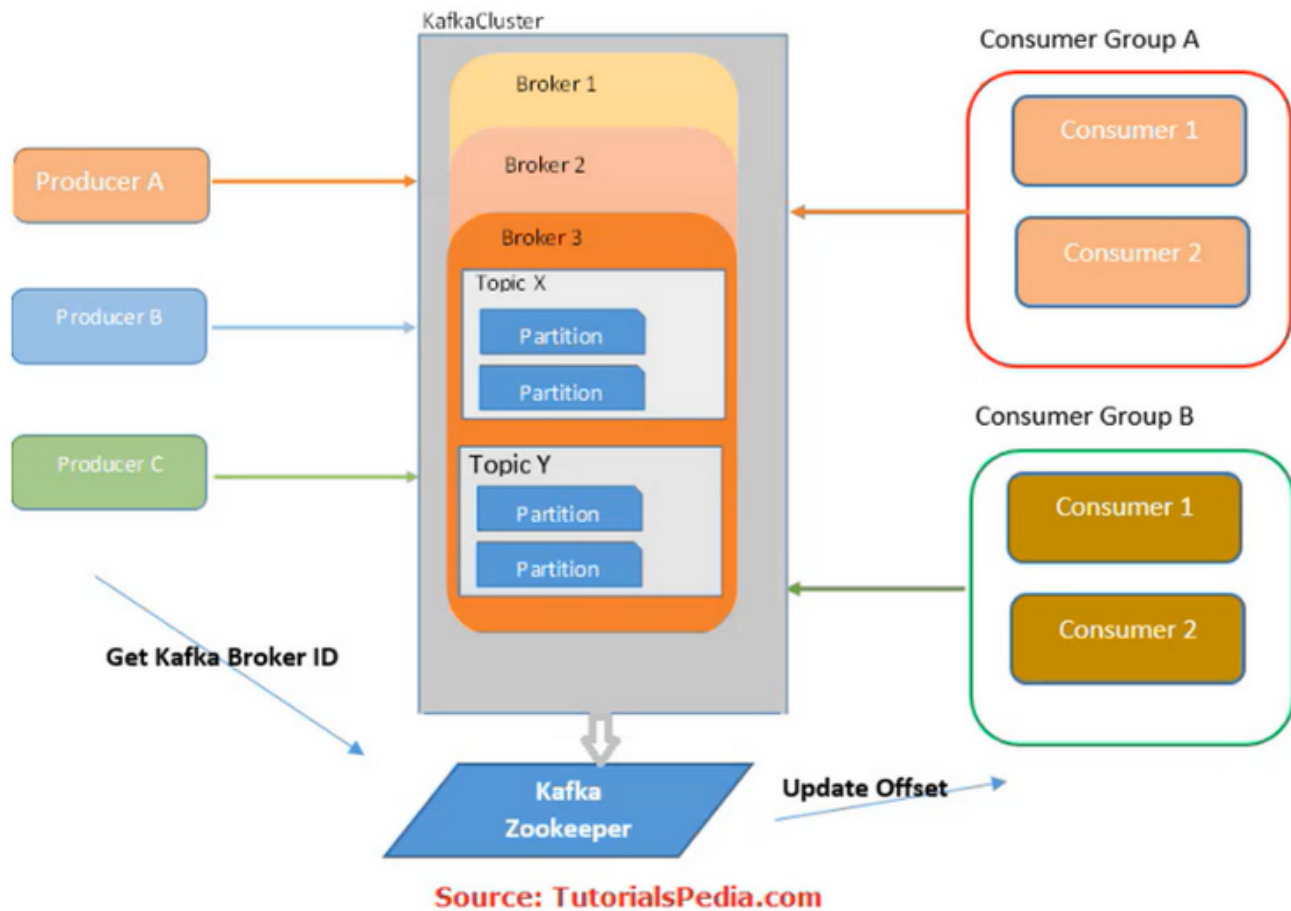 KafkaCluster
Broker 1
Broker 2
Broker 3
Topic X
Partition
Partition
Topic Y
Partition
Partition
Producer A
Producer B
Producer C
Get Kafka Broker ID
Kafka
Zookeeper
Update Offset
Consumer Group A
Consumer 1
Consumer 2
Consumer Group B
Consumer 1
Consumer 2
Source: TutorialsPedia.com